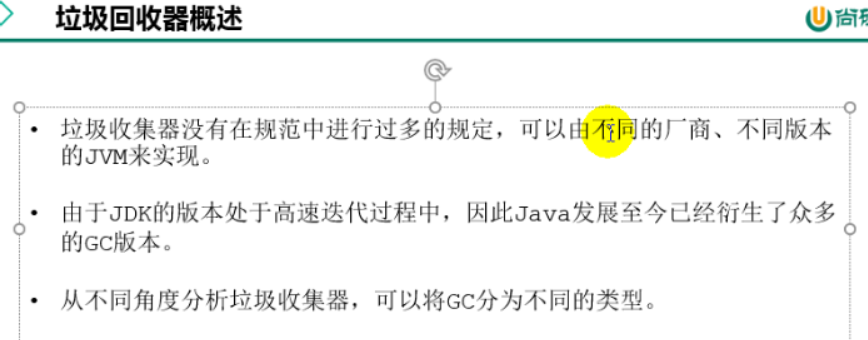 垃圾回收器概述
尚硅
• 垃圾收集器没有在规范中进行过多的规定，可以由不同的厂商、不同版本
的JVM来实现。
• 由于JDK的版本处于高速迭代过程中，因此Java发展至今已经衍生了众多
的GC版本。
• 从不同角度分析垃圾收集器，可以将GC分为不同的类型。